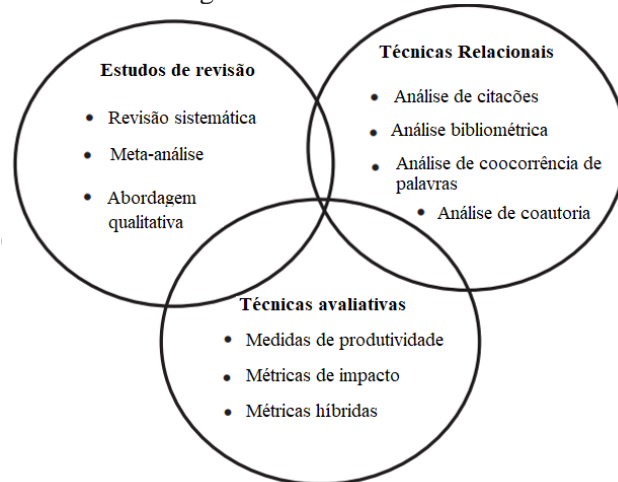 Estudos de revisão
• Revisão sistemática
• Meta-análise
• Abordagem
qualitativa
Técnicas Relacionais
• Análise de citacões
• Análise bibliométrica
• Análise de coocorrência de
palavras
• Análise de coautoria
Técnicas avaliativas
• Medidas de produtividade
• Métricas de impacto
• Métricas híbridas